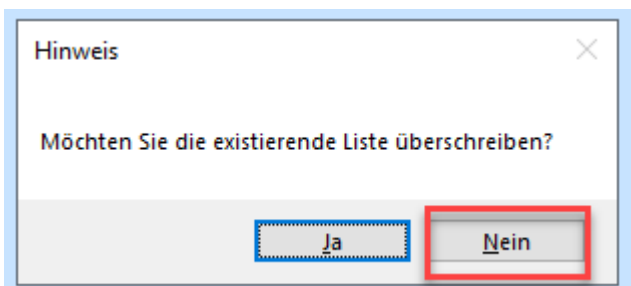 Hinweis
Möchten Sie die existierende Liste überschreiben?
Ja Nein